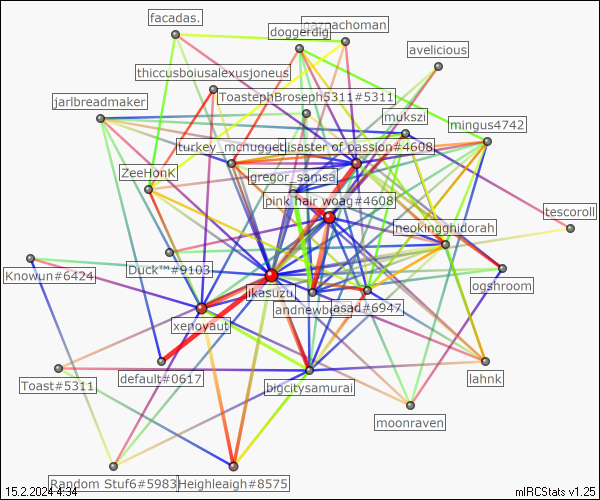 facadas.
gazpachoman
doggerdig
avelicious
thiccusboiusalexusjoneus
ToastephBroseph5311#5311
jarlbreadmaker
mukszi
mingus4742
turkey_mcnugget
disaster of passion#4608
ZeeHonk
gregor_samsa
pink hair woag#4608
tescoroll
neokingghidorah
Knowun#6424
Duck™#9103
ogshroom
ikasuzu
asad#6947
xenoyaut
Toast#5311
default#0617
bigcitysamurai
lahnk
moonraven
Random Stuf6#5983
Heighleaigh#8575
15.2.2024 4:34
mIRCStats v1.25